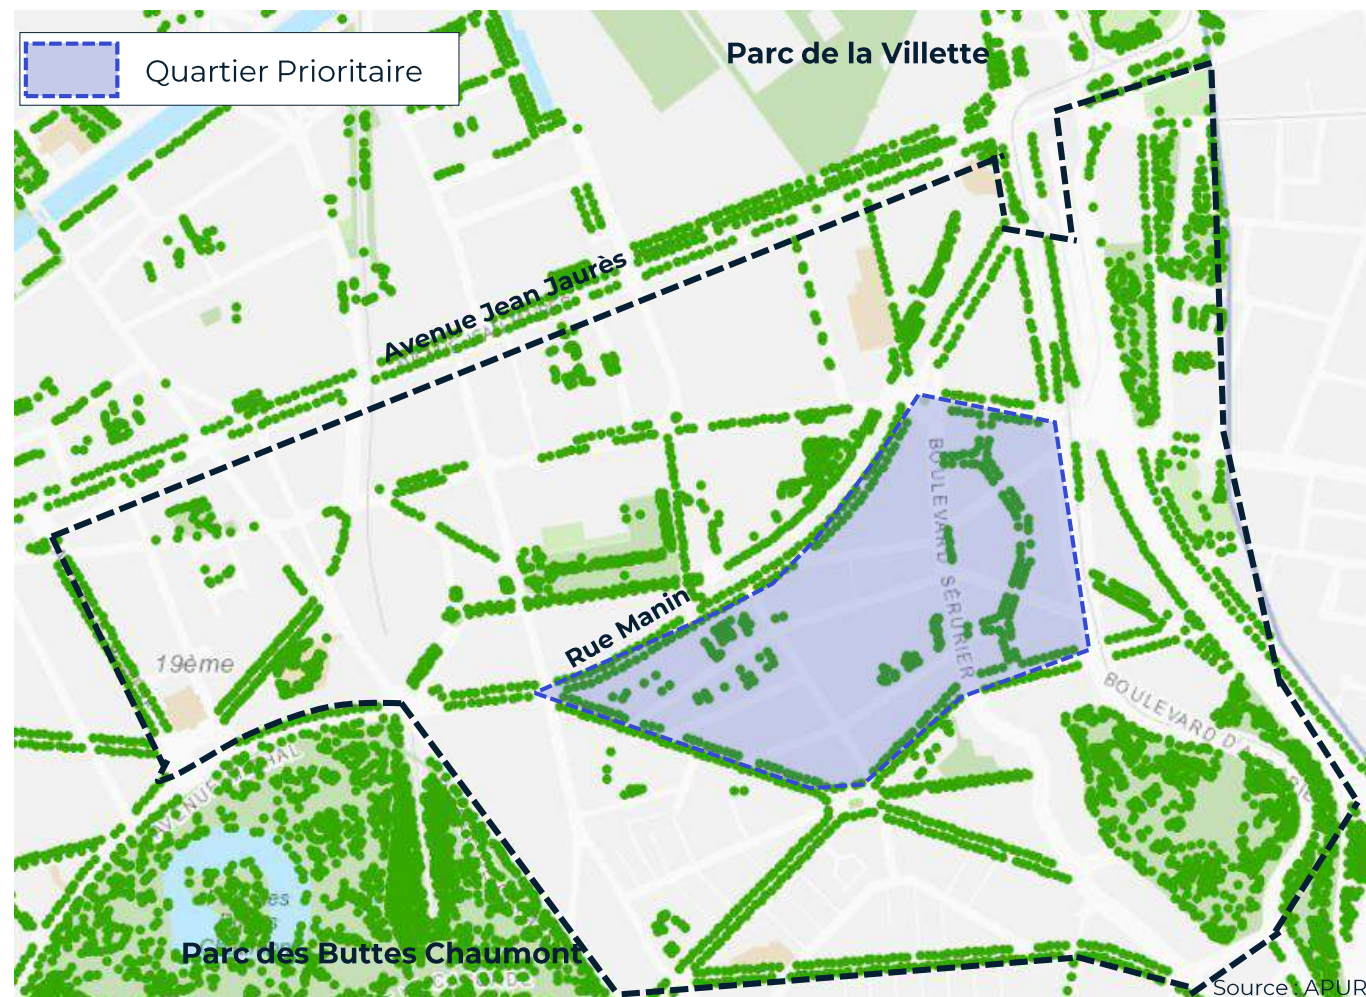 Parc de la Villette
Quartier Prioritaire
Avenue Jean Jaurès
BOULEVARD SÉRURIER
Rue Manin
19ème
BOULEVARD D'A
Parc des Buttes Chaumont
Source : APUR